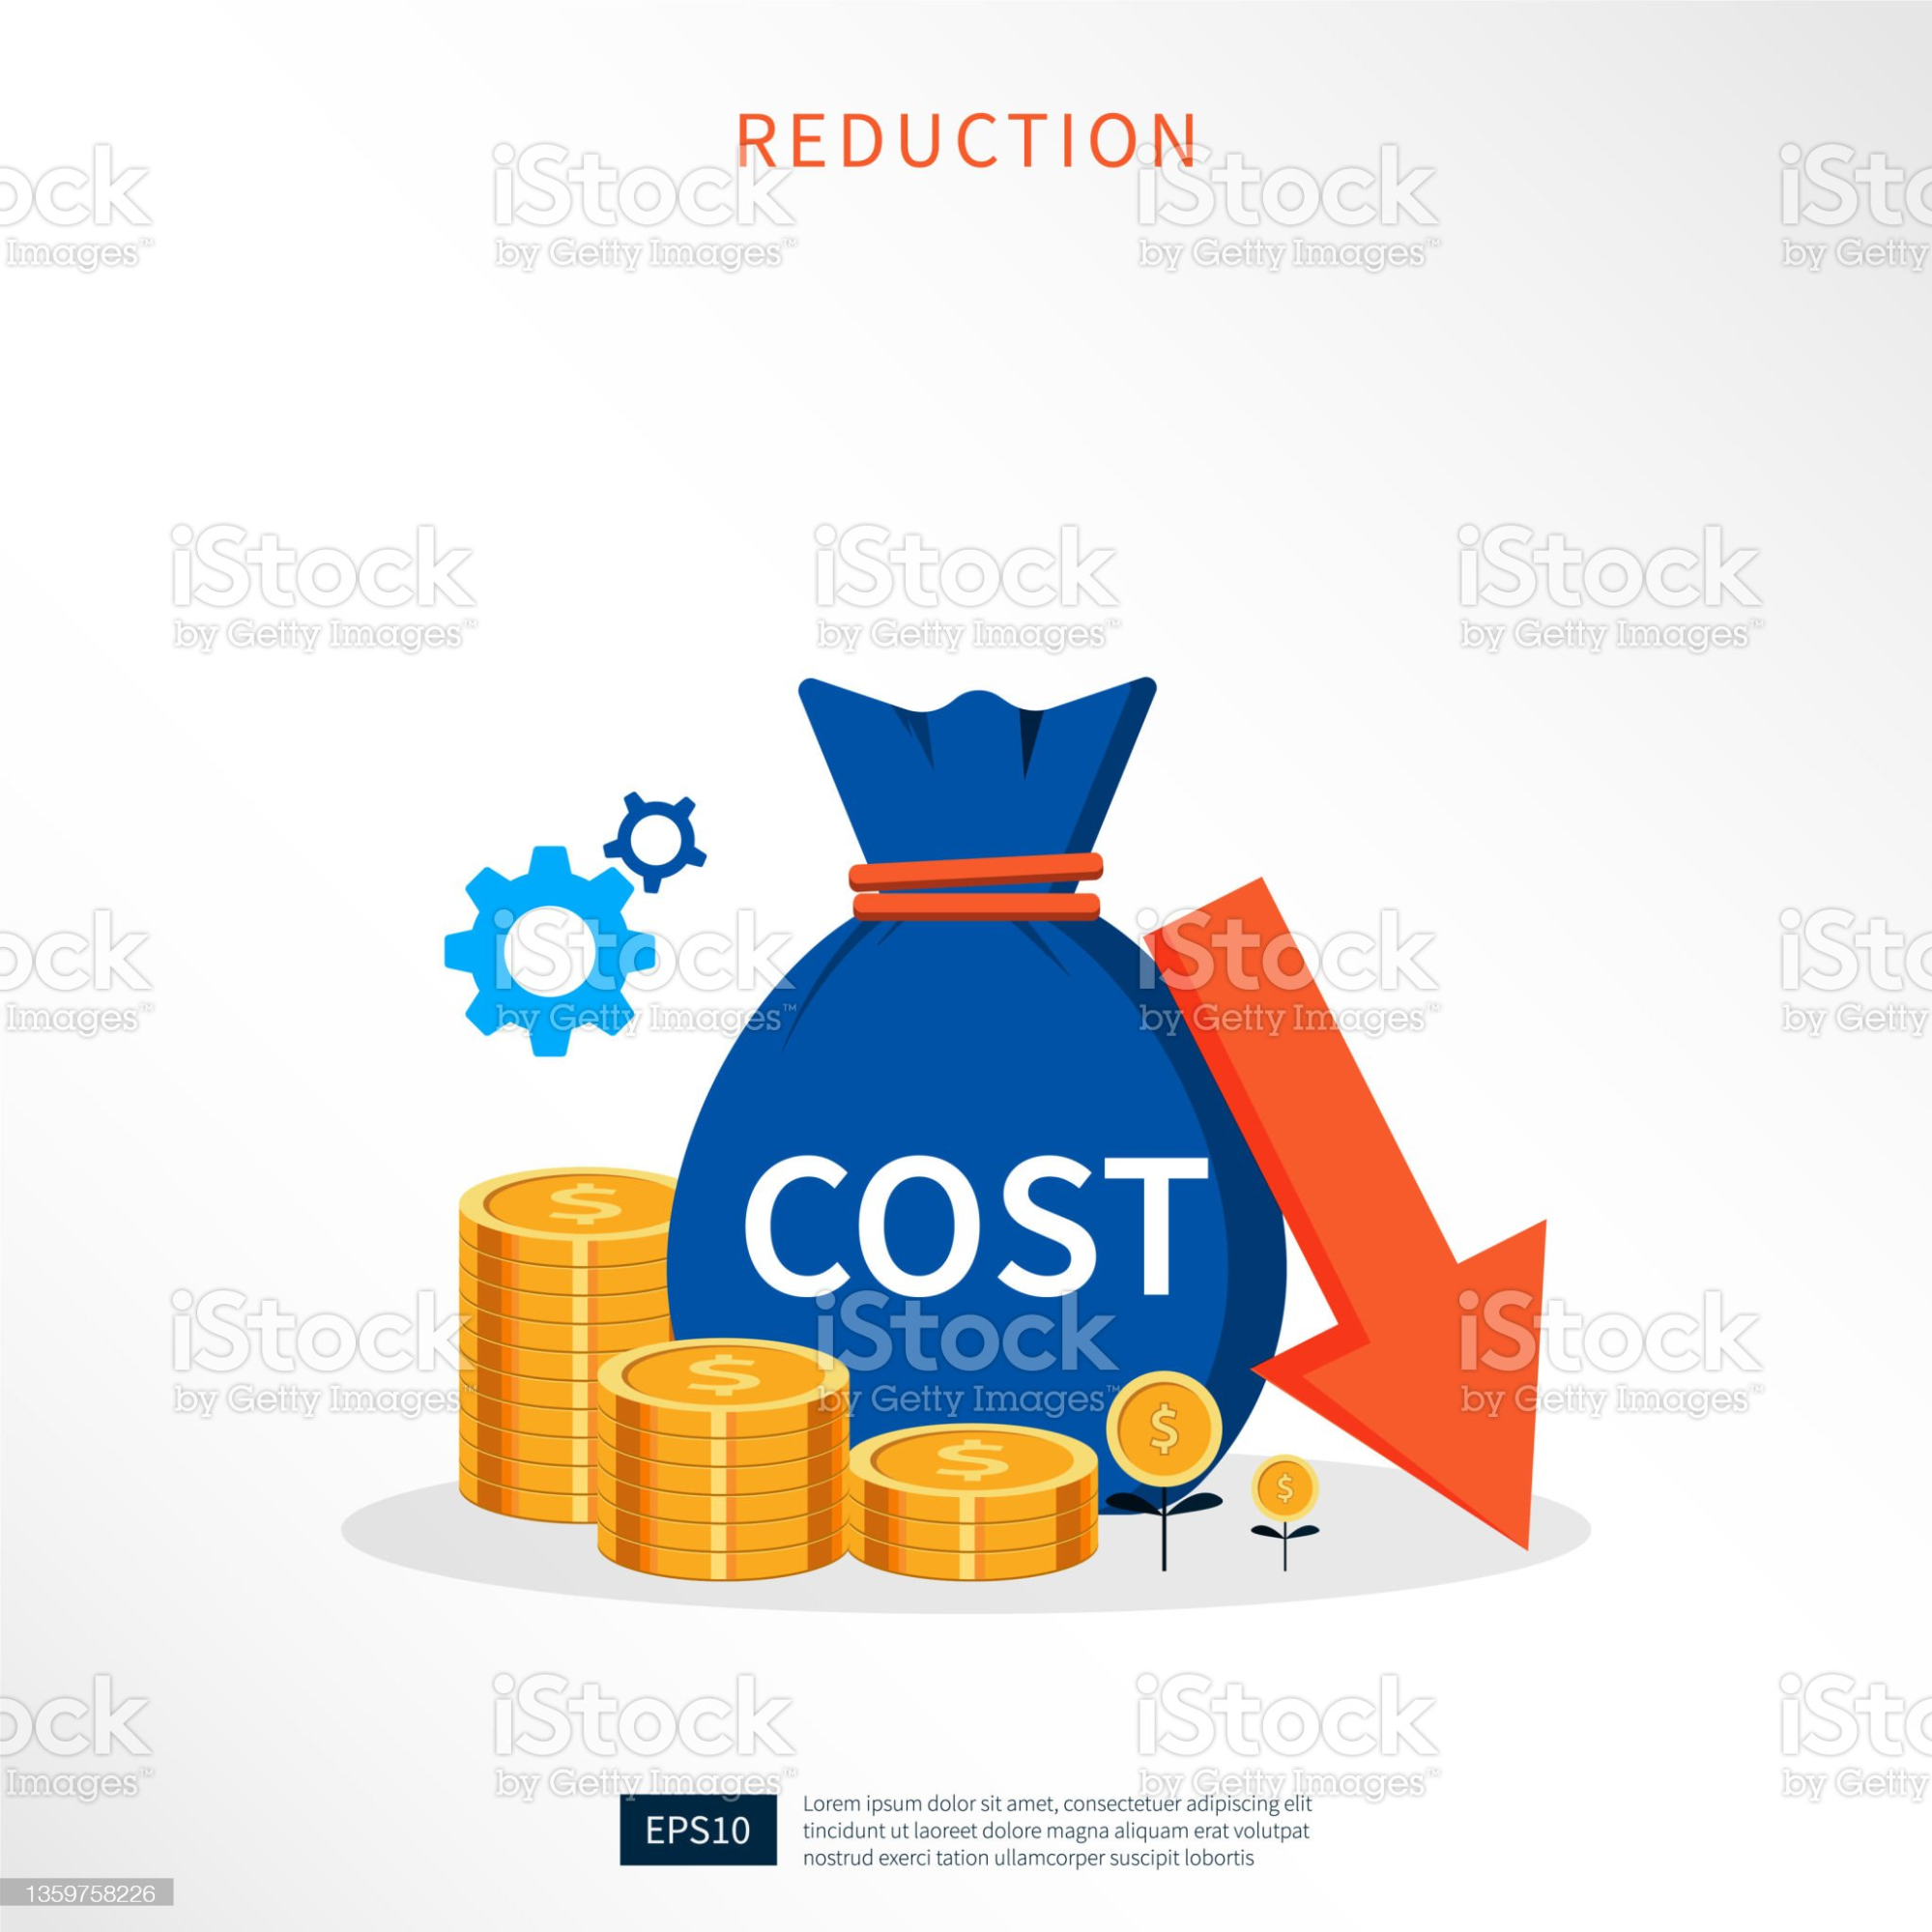 REDUCTION
iStock
by Getty Images™
COST
EPS10
Lorem ipsum dolor sit amet, consectetuer adipiscing elit
tincidunt ut laoreet dolore magna aliquam erat volutpat
nostrud exerci tation ullamcorper suscipit lobortis
1359758226